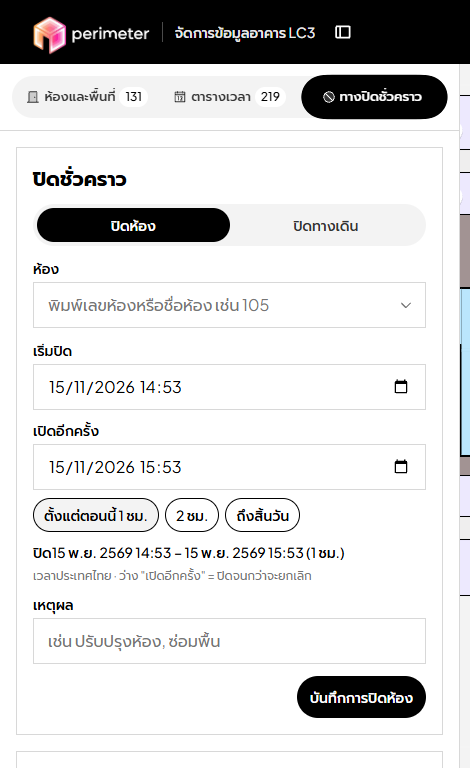 perimeter จัดการข้อมูลอาคาร LC3
ห้องและพื้นที่ 131 ตารางเวลา 219 ทางปิดชั่วคราว
ปิดชั่วคราว
ปิดห้อง ปิดทางเดิน
ห้อง
พิมพ์เลขห้องหรือชื่อห้อง เช่น 105
เริ่มปิด
15/11/2026 14:53
เปิดอีกครั้ง
15/11/2026 15:53
ตั้งแต่ตอนนี้ 1 ชม. 2 ชม. ถึงสิ้นวัน
ปิด15 พ.ย. 2569 14:53 – 15 พ.ย. 2569 15:53 (1 ชม.)
เวลาประเทศไทย · ว่าง "เปิดอีกครั้ง" = ปิดจนกว่าจะยกเลิก
เหตุผล
เช่น ปรับปรุงห้อง, ซ่อมพื้น
บันทึกการปิดห้อง